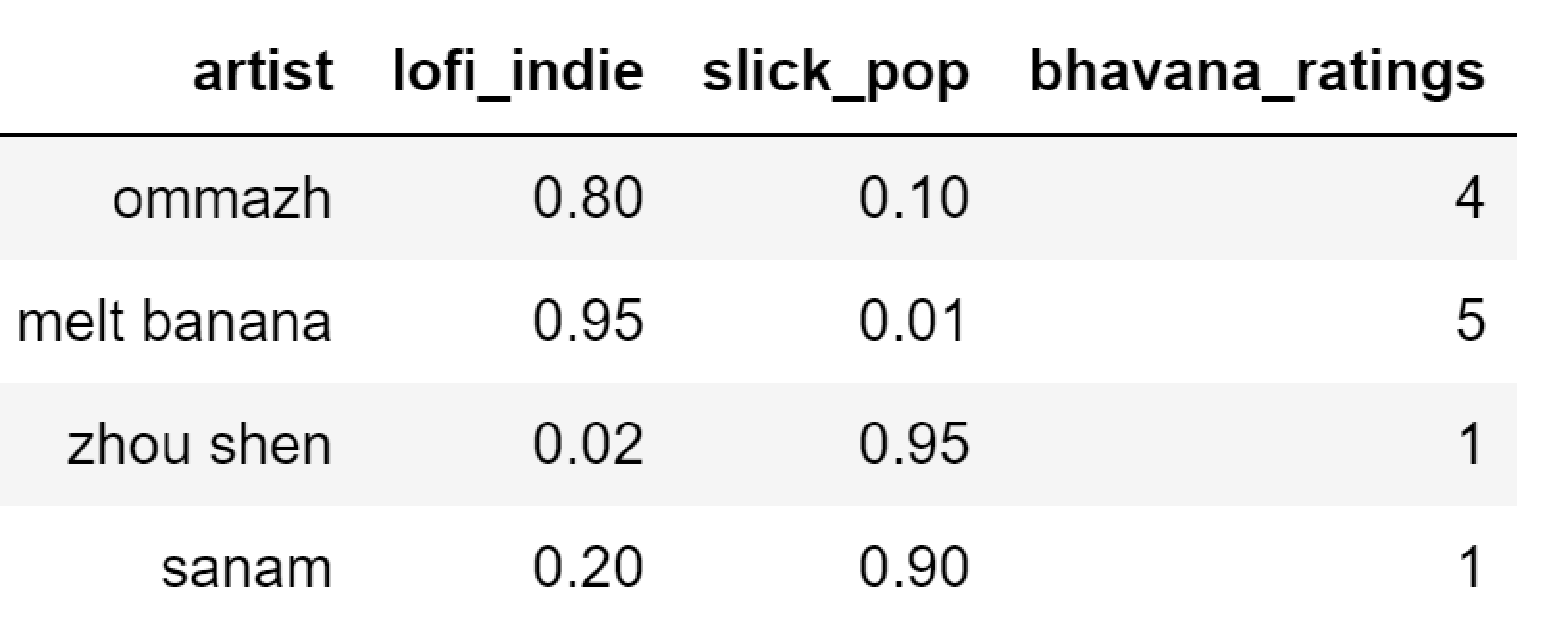 artist lofi_indie slick_pop bhavana_ratings
ommazh 0.80 0.10 4
melt banana 0.95 0.01 5
zhou shen 0.02 0.95 1
sanam 0.20 0.90 1